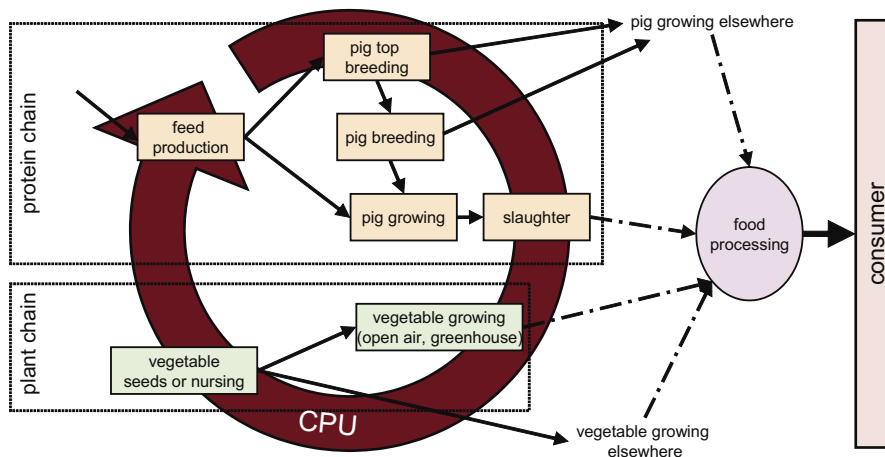 protein chain
pig top
breeding
pig growing elsewhere
feed
production
pig breeding
pig growing
slaughter
food
processing
consumer
plant chain
vegetable growing
(open air, greenhouse)
vegetable
seeds or nursing
CPU
vegetable growing
elsewhere